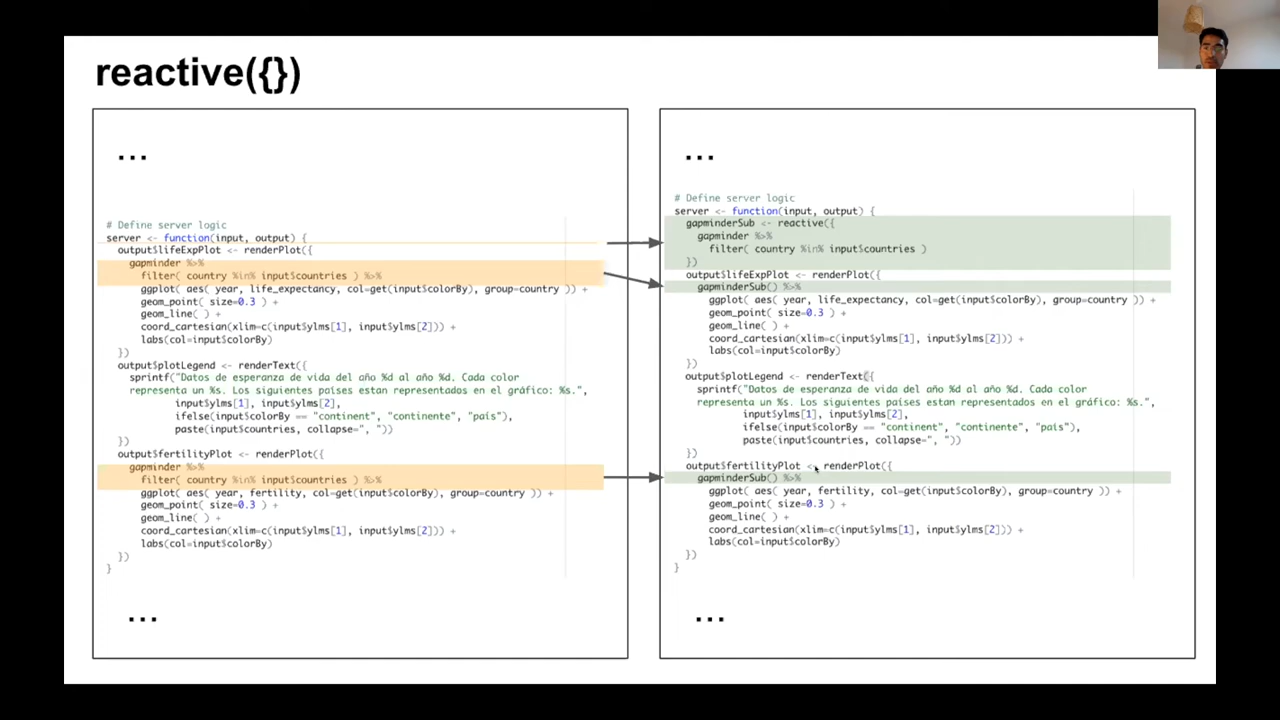 reactive({})
...
# Define server logic
server <- function(input, output) {
output$lifeExpPlot <- renderPlot({
gapminder %>%
filter( country %in% input$countries ) %>%
ggplot( aes( year, life_expectancy, col=get(input$colorBy), group=country )) +
geom_point( size=0.3 ) +
geom_line( ) +
coord_cartesian(xlim=c(input$ylms[1], input$ylms[2])) +
labs(col=input$colorBy)
})
output$plotLegend <- renderText({
sprintf("Datos de esperanza de vida del año %d al año %d. Cada color
representa un %s. Los siguientes países estan representados en el gráfico: %s.",
input$ylms[1], input$ylms[2],
ifelse(input$colorBy == "continent", "continente", "país"),
paste(input$countries, collapse=", "))
})
output$fertilityPlot <- renderPlot({
gapminder %>%
filter( country %in% input$countries ) %>%
ggplot( aes( year, fertility, col=get(input$colorBy), group=country )) +
geom_point( size=0.3 ) +
geom_line( ) +
coord_cartesian(xlim=c(input$ylms[1], input$ylms[2])) +
labs(col=input$colorBy)
})
}
...
...
# Define server logic
server <- function(input, output) {
gapminderSub <- reactive({
gapminder %>%
filter( country %in% input$countries )
})
output$lifeExpPlot <- renderPlot({
gapminderSub() %>%
ggplot( aes( year, life_expectancy, col=get(input$colorBy), group=country )) +
geom_point( size=0.3 ) +
geom_line( ) +
coord_cartesian(xlim=c(input$ylms[1], input$ylms[2])) +
labs(col=input$colorBy)
})
output$plotLegend <- renderText({
sprintf("Datos de esperanza de vida del año %d al año %d. Cada color
representa un %s. Los siguientes países estan representados en el gráfico: %s.",
input$ylms[1], input$ylms[2],
ifelse(input$colorBy == "continent", "continente", "país"),
paste(input$countries, collapse=", "))
})
output$fertilityPlot <- renderPlot({
gapminderSub() %>%
ggplot( aes( year, fertility, col=get(input$colorBy), group=country )) +
geom_point( size=0.3 ) +
geom_line( ) +
coord_cartesian(xlim=c(input$ylms[1], input$ylms[2])) +
labs(col=input$colorBy)
})
}
...